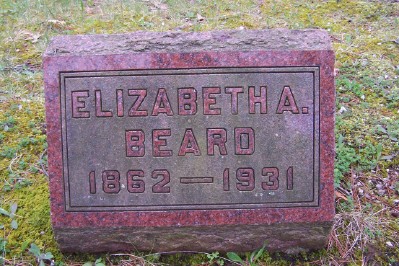 ELIZABETH A.
BEARD
1862 — 1931